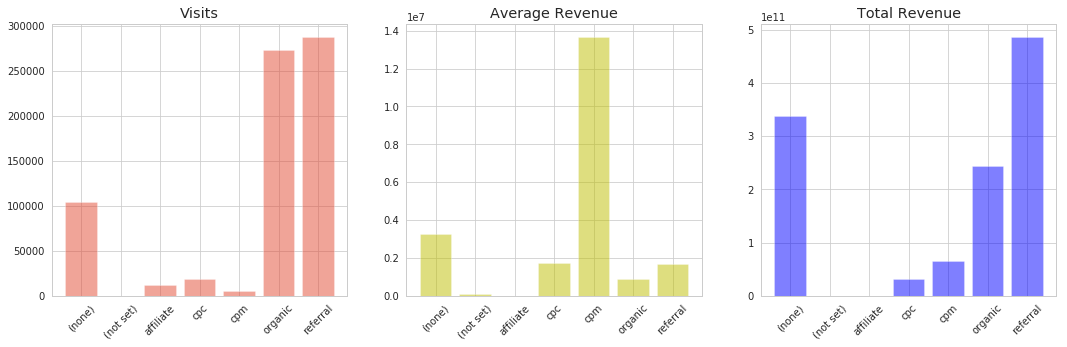 Visits
300000
250000
200000
150000
100000
50000
0
(none)
(not set)
affiliate
cpc
cpm
organic
referral
Average Revenue
1e7
1.4
1.2
1.0
0.8
0.6
0.4
0.2
0.0
(none)
(not set)
affiliate
cpc
cpm
organic
referral
Total Revenue
1e11
5
4
3
2
1
0
(none)
(not set)
affiliate
cpc
cpm
organic
referral